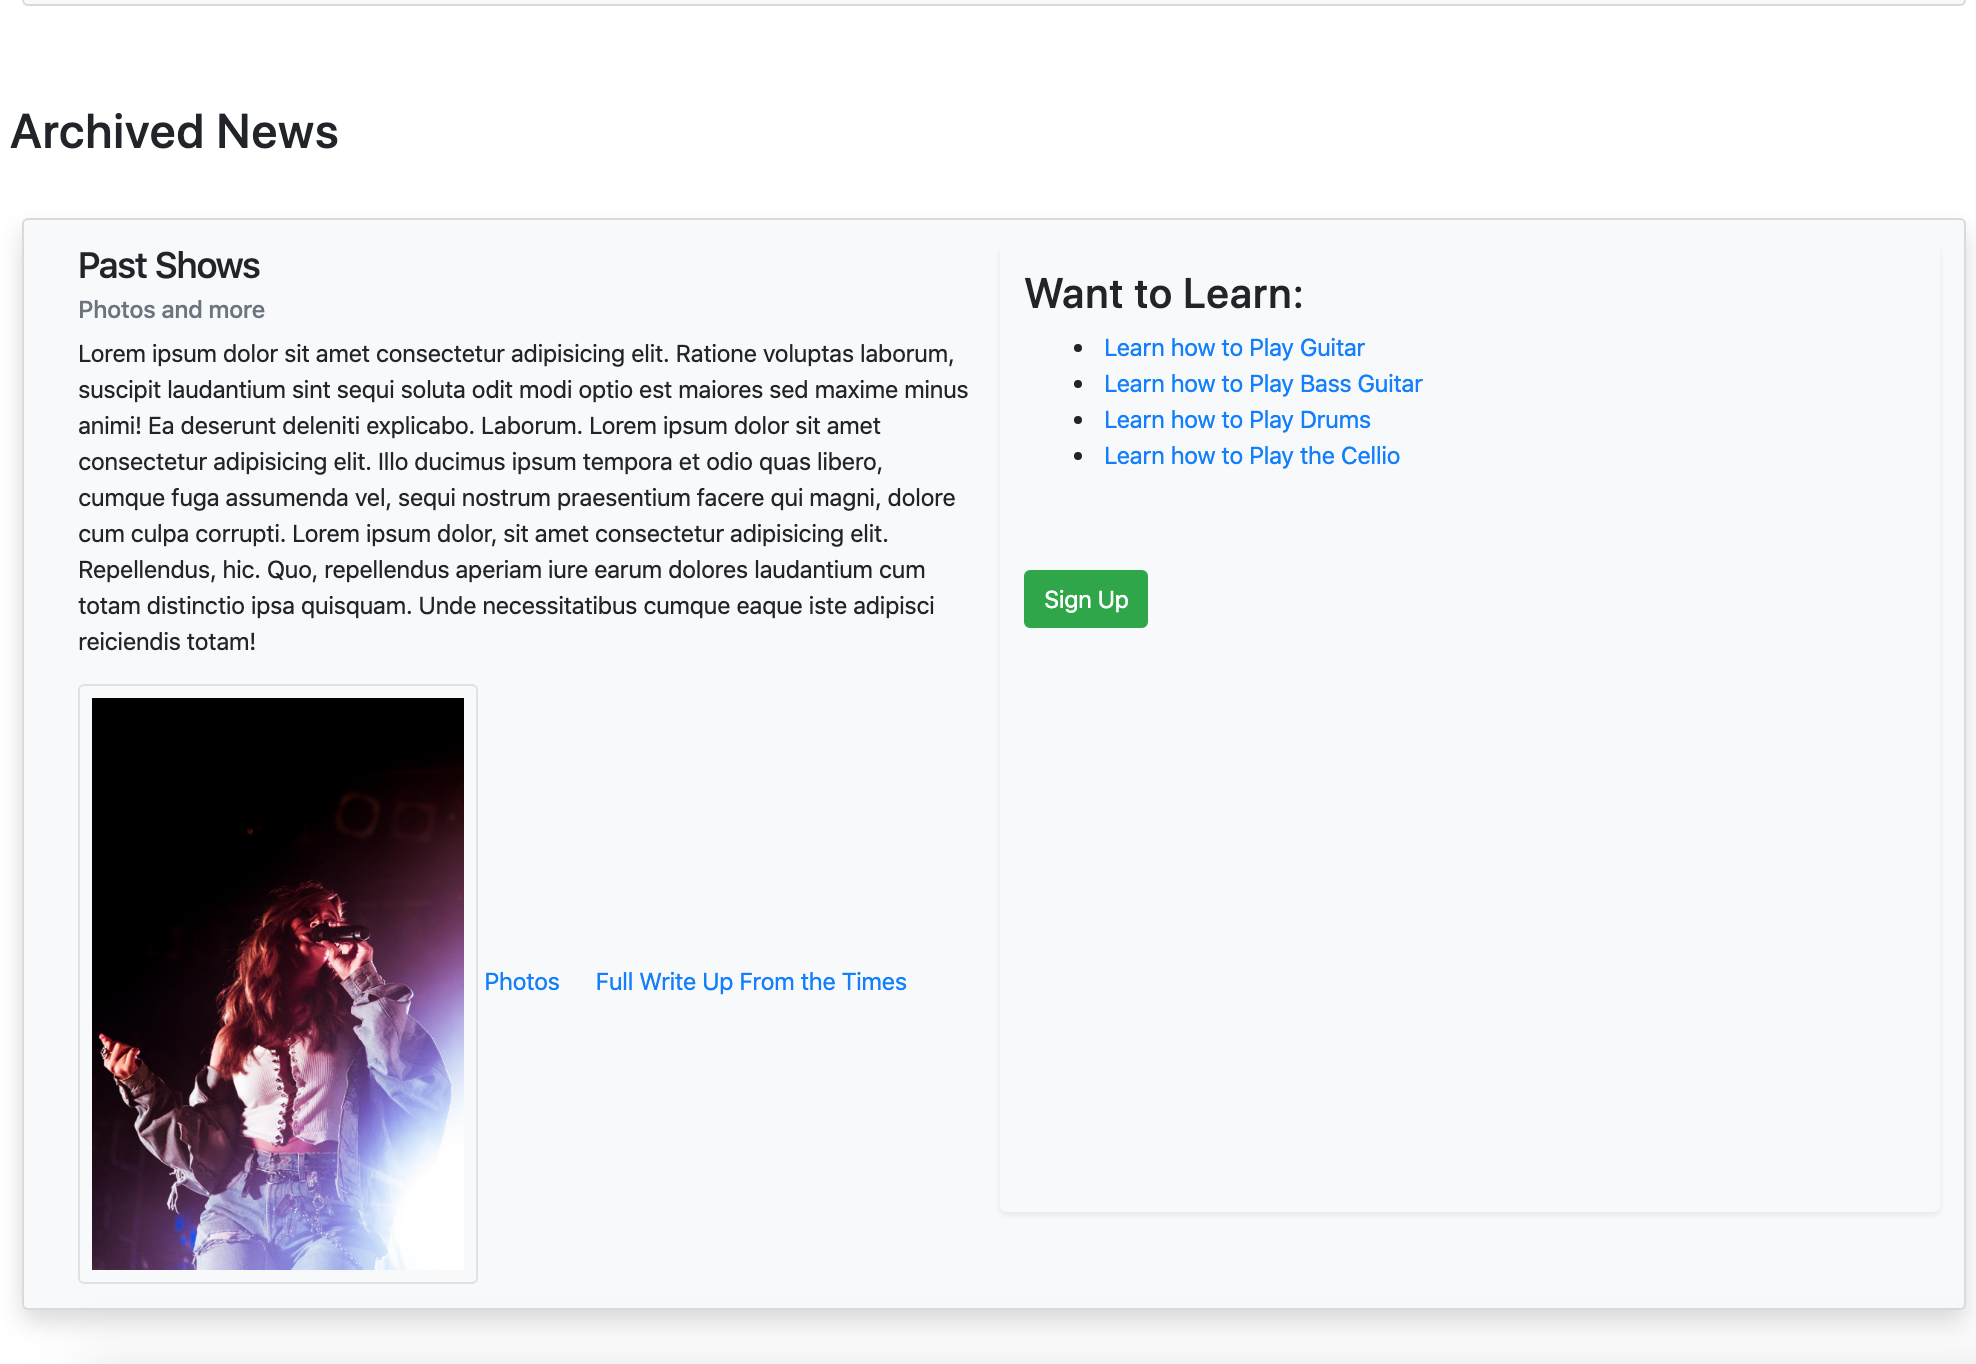 Archived News
Past Shows
Photos and more
Lorem ipsum dolor sit amet consectetur adipisicing elit. Ratione voluptas laborum,
suscipit laudantium sint sequi soluta odit modi optio est maiores sed maxime minus
animi! Ea deserunt deleniti explicabo. Laborum. Lorem ipsum dolor sit amet
consectetur adipisicing elit. Illo ducimus ipsum tempora et odio quas libero,
cumque fuga assumenda vel, sequi nostrum praesentium facere qui magni, dolore
cum culpa corrupti. Lorem ipsum dolor, sit amet consectetur adipisicing elit.
Repellendus, hic. Quo, repellendus aperiam iure earum dolores laudantium cum
totam distinctio ipsa quisquam. Unde necessitatibus cumque eaque iste adipisci
reiciendis totam!
Photos
Full Write Up From the Times
Want to Learn:
Learn how to Play Guitar
Learn how to Play Bass Guitar
Learn how to Play Drums
Learn how to Play the Cellio
Sign Up